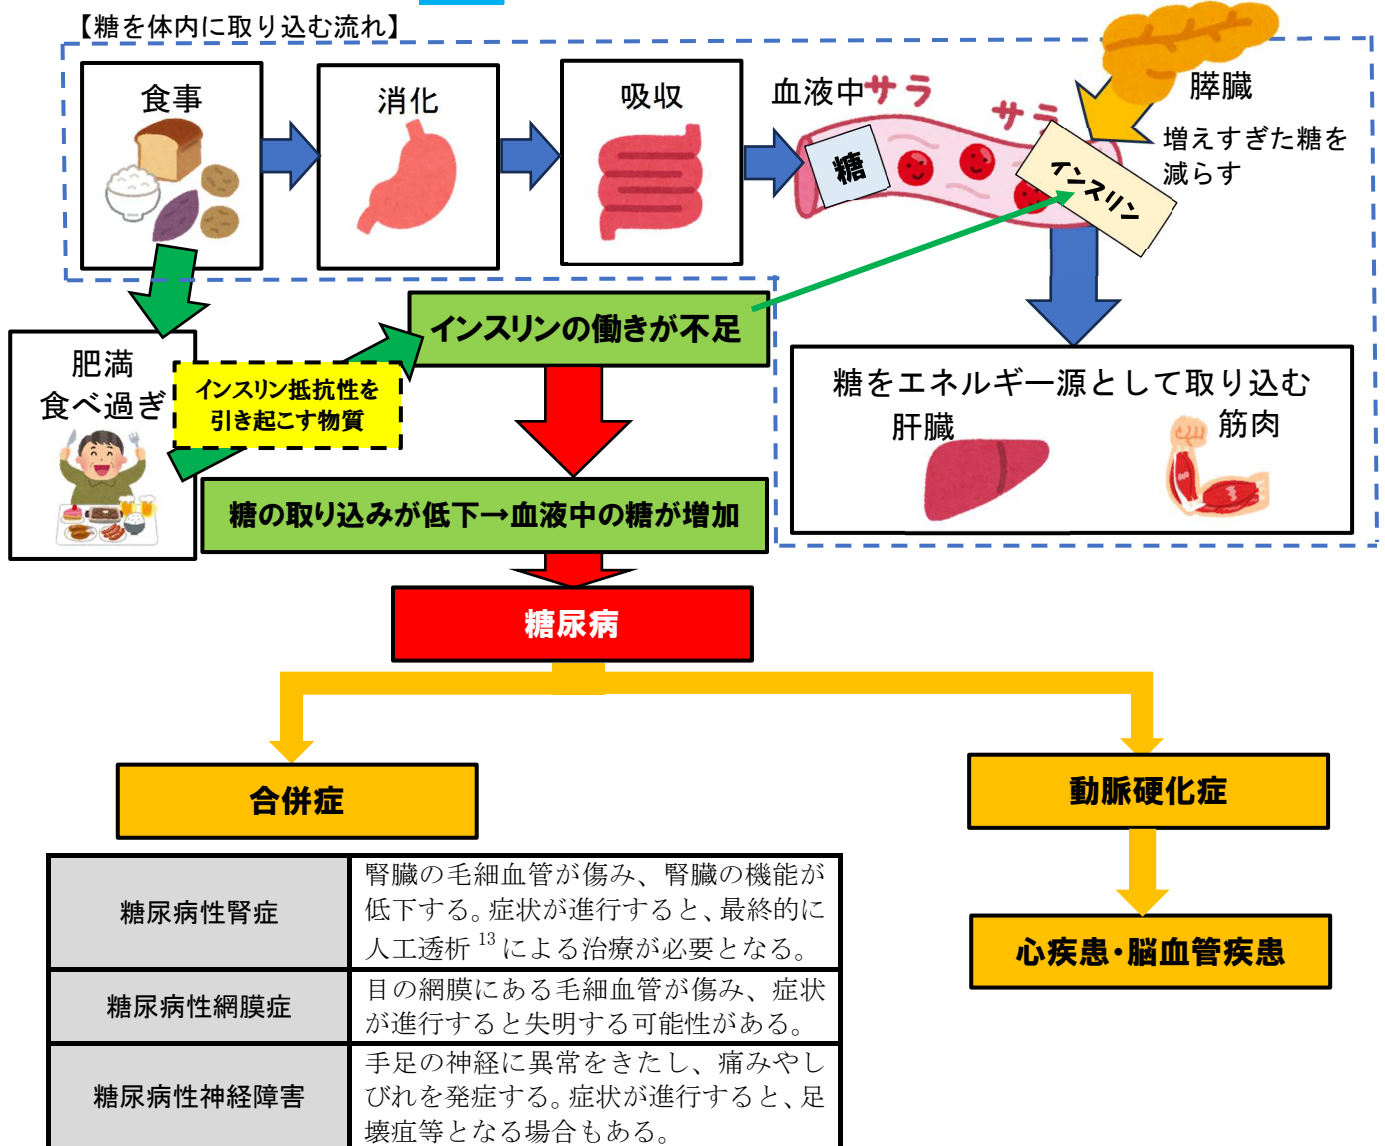 【糖を体内に取り込む流れ】
食事
消化
吸収
血液中
サラ
サラ
膵臓
増えすぎた糖を
減らす
糖
インスリン
インスリンの働きが不足
肥満
食べ過ぎ
インスリン抵抗性を
引き起こす物質
糖をエネルギー源として取り込む
肝臓
筋肉
糖の取り込みが低下→血液中の糖が増加
糖尿病
合併症
動脈硬化症
心疾患・脳血管疾患
糖尿病性腎症
腎臓の毛細血管が傷み、腎臓の機能が
低下する。症状が進行すると、最終的に
人工透析13による治療が必要となる。
糖尿病性網膜症
目の網膜にある毛細血管が傷み、症状
が進行すると失明する可能性がある。
糖尿病性神経障害
手足の神経に異常をきたし、痛みやし
びれを発症する。症状が進行すると、足
壊疽等となる場合もある。